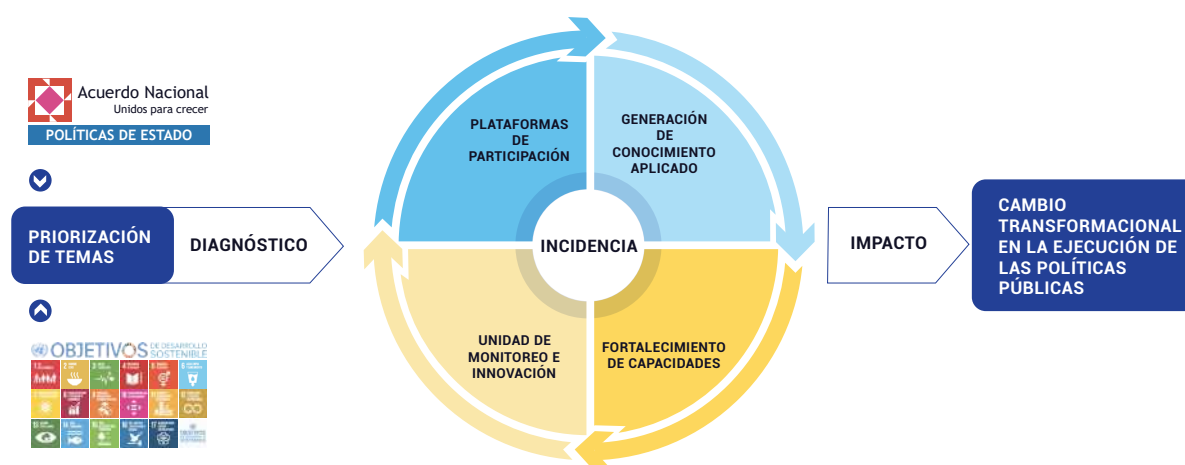 Acuerdo Nacional
Unidos para crecer
POLÍTICAS DE ESTADO
PRIORIZACIÓN
DE TEMAS
DIAGNÓSTICO
OBJETIVOS
DE DESARROLLO
SOSTENIBLE
PLATAFORMAS
DE
PARTICIPACIÓN
GENERACIÓN
DE
CONOCIMIENTO
APLICADO
INCIDENCIA
UNIDAD DE
MONITOREO E
INNOVACIÓN
FORTALECIMIENTO
DE CAPACIDADES
IMPACTO
CAMBIO
TRANSFORMACIONAL
EN LA EJECUCIÓN DE
LAS POLÍTICAS
PÚBLICAS